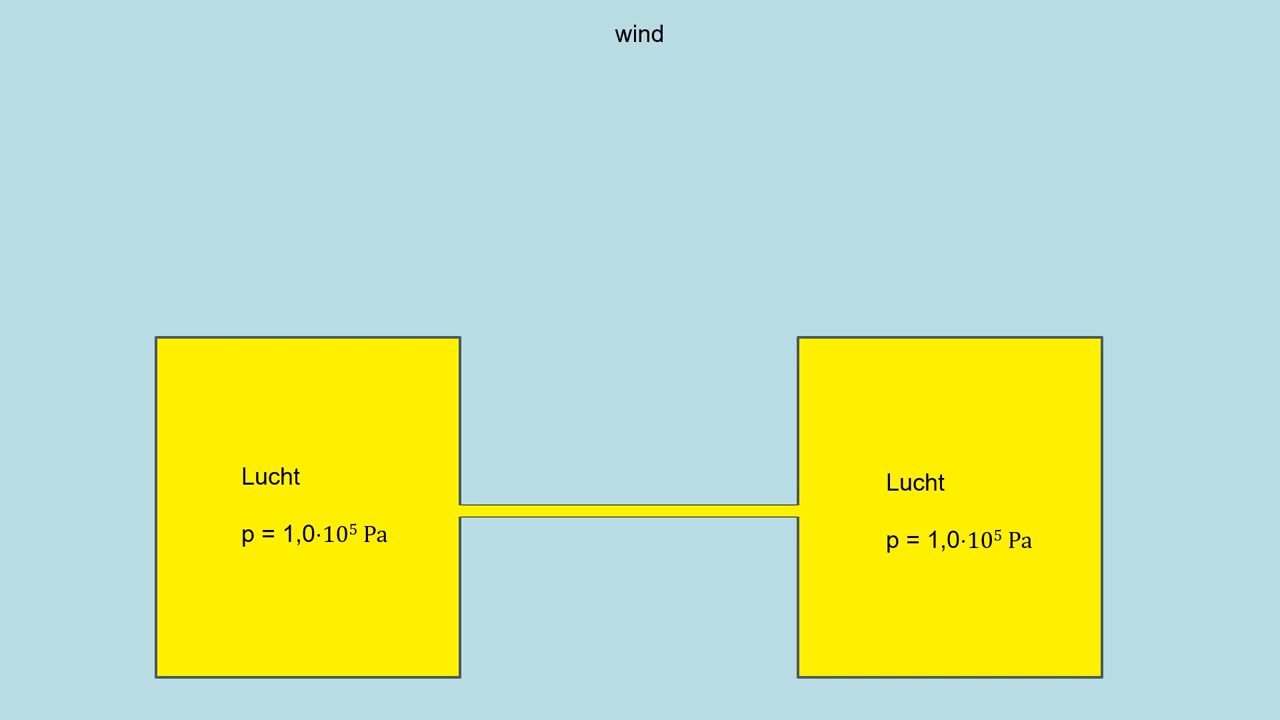 wind
Lucht
p = 1,0·10⁵ Pa
Lucht
p = 1,0·10⁵ Pa